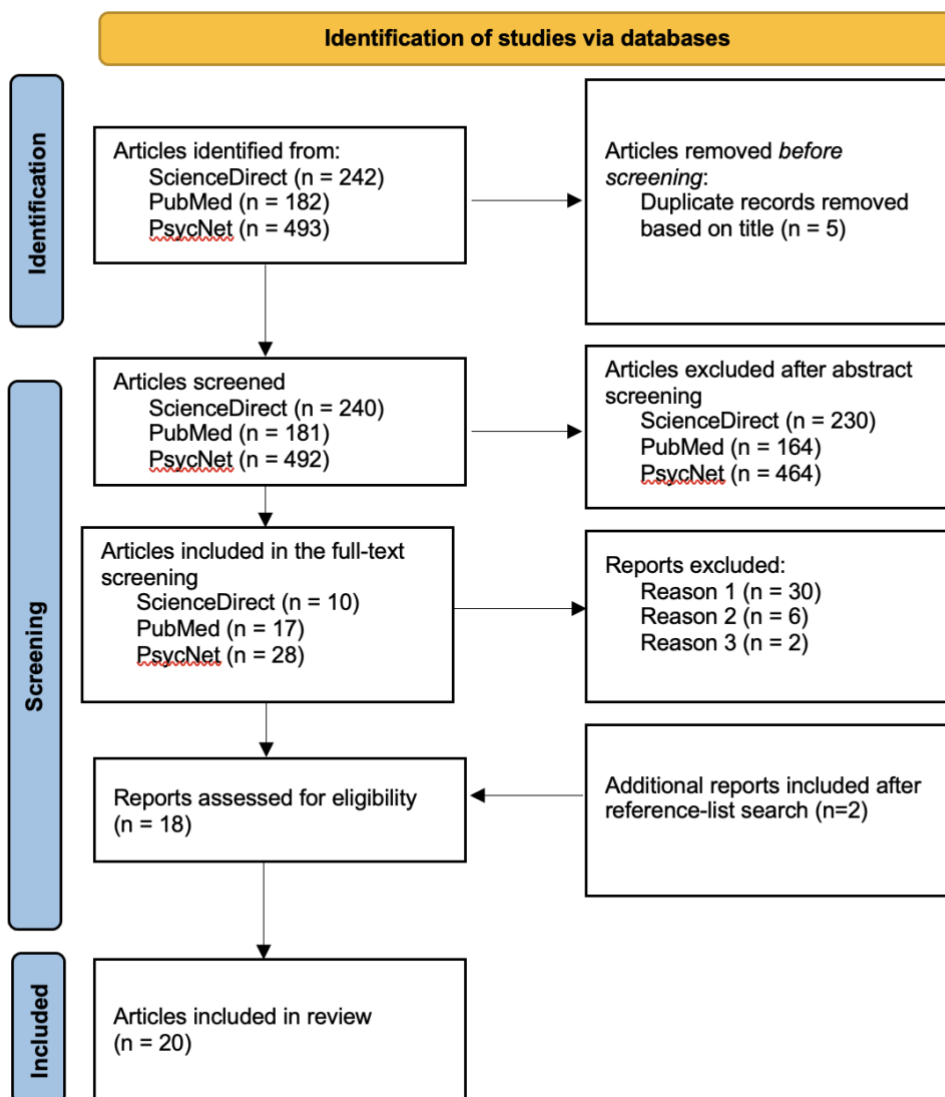 Identification of studies via databases
Identification
Articles identified from:
ScienceDirect (n = 242)
PubMed (n = 182)
PsycNet (n = 493)
Articles removed before
screening:
Duplicate records removed
based on title (n = 5)
Screening
Articles screened
ScienceDirect (n = 240)
PubMed (n = 181)
PsycNet (n = 492)
Articles excluded after abstract
screening
ScienceDirect (n = 230)
PubMed (n = 164)
PsycNet (n = 464)
Articles included in the full-text
screening
ScienceDirect (n = 10)
PubMed (n = 17)
PsycNet (n = 28)
Reports excluded:
Reason 1 (n = 30)
Reason 2 (n = 6)
Reason 3 (n = 2)
Reports assessed for eligibility
(n = 18)
Additional reports included after
reference-list search (n=2)
Included
Articles included in review
(n = 20)